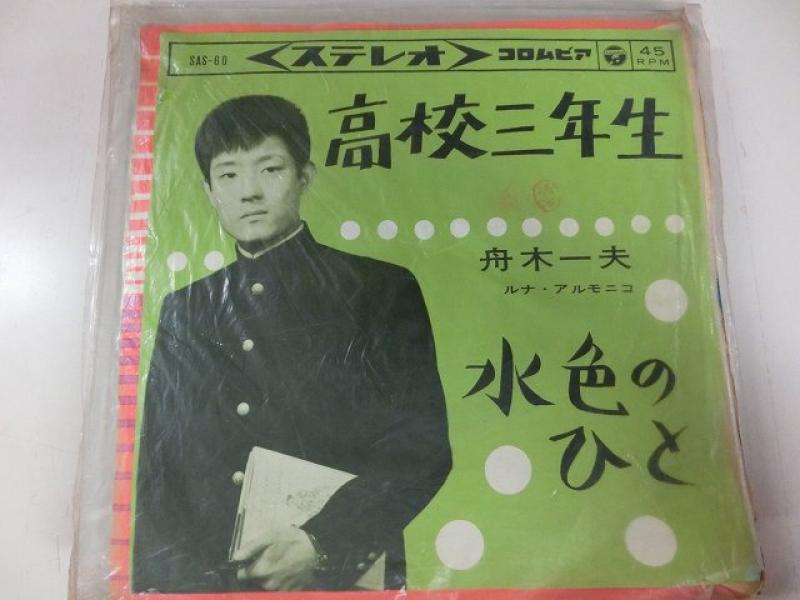 SAS-60 <ステレオ> コロムビア 45 RPM
高校三年生
舟木一夫
ルナ・アルモニコ
水色の
ひと